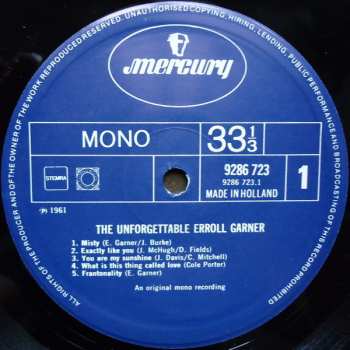 ALL RIGHTS OF THE MANUFACTURER AND OF THE OWNER OF THE WORK REPRODUCED RESERVED. UNAUTHORISED COPYING, HIRING, LENDING, PUBLIC PERFORMANCE AND BROADCASTING OF THIS RECORD PROHIBITED
mercury
MONO
33 1/3
STEMRA
9286 723
9286 723.1
MADE IN HOLLAND
1
℗ 1961
THE UNFORGETTABLE ERROLL GARNER
1. Misty (E. Garner/J. Burke)
2. Exactly like you (J. McHugh/D. Fields)
3. You are my sunshine (J. Davis/C. Mitchell)
4. What is this thing called love (Cole Porter)
5. Frantonality (E. Garner)
An original mono recording